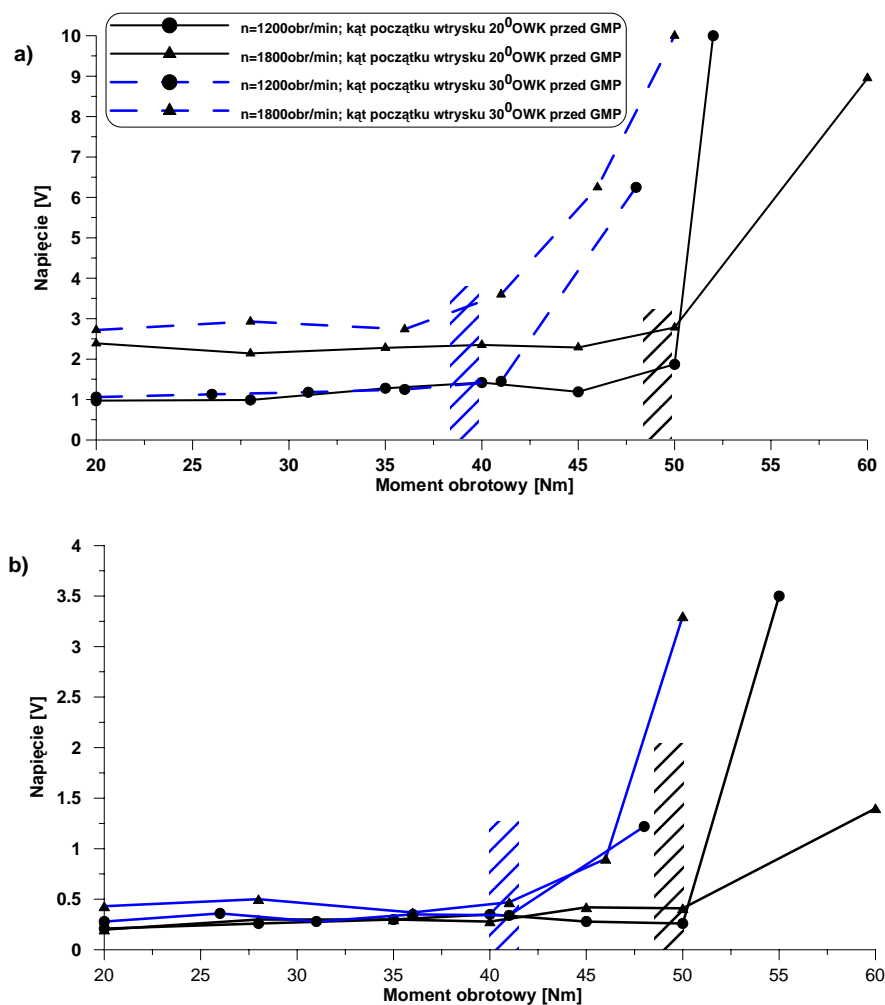 a)
n=1200obr/min; kąt początku wtrysku 20⁰OWK przed GMP
n=1800obr/min; kąt początku wtrysku 20⁰OWK przed GMP
n=1200obr/min; kąt początku wtrysku 30⁰OWK przed GMP
n=1800obr/min; kąt początku wtrysku 30⁰OWK przed GMP
Napięcie [V]
10
9
8
7
6
5
4
3
2
1
0
20 25 30 35 40 45 50 55 60
Moment obrotowy [Nm]
b)
Napięcie [V]
4
3.5
3
2.5
2
1.5
1
0.5
0
20 25 30 35 40 45 50 55 60
Moment obrotowy [Nm]